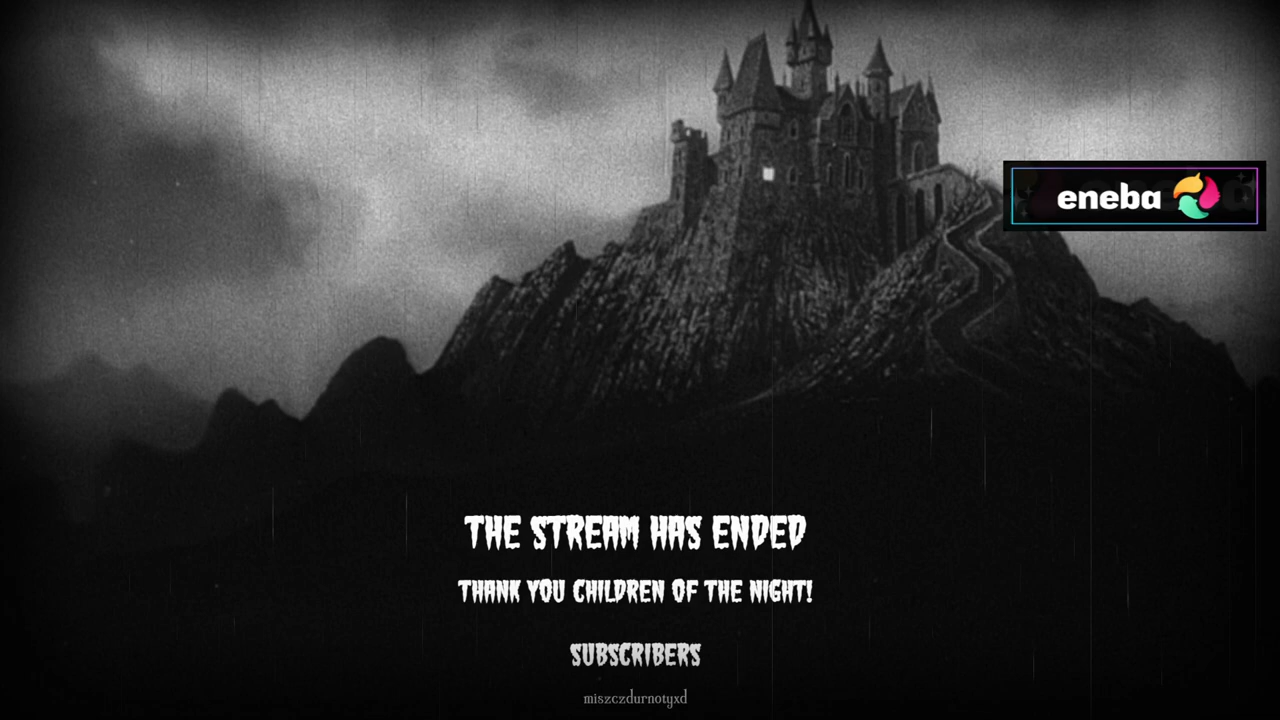 eneba
THE STREAM HAS ENDED
THANK YOU CHILDREN OF THE NIGHT!
SUBSCRIBERS
miszczdurnotyxd